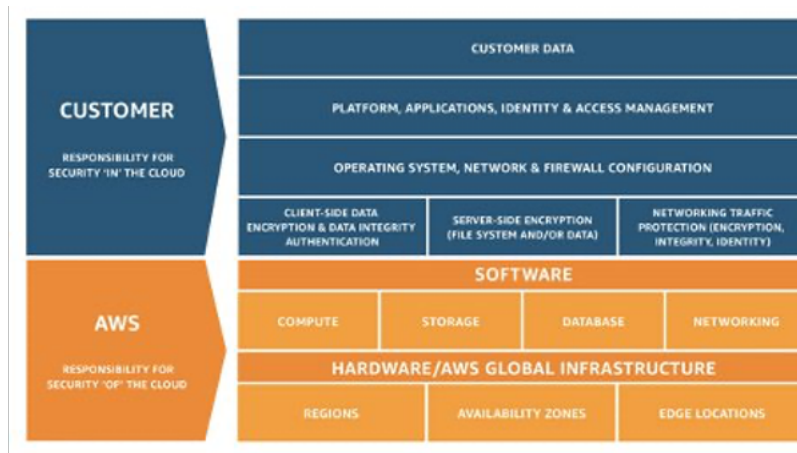 CUSTOMER
RESPONSIBILITY FOR
SECURITY 'IN' THE CLOUD
CUSTOMER DATA
PLATFORM, APPLICATIONS, IDENTITY & ACCESS MANAGEMENT
OPERATING SYSTEM, NETWORK & FIREWALL CONFIGURATION
CLIENT-SIDE DATA
ENCRYPTION & DATA INTEGRITY
AUTHENTICATION
SERVER-SIDE ENCRYPTION
(FILE SYSTEM AND/OR DATA)
NETWORKING TRAFFIC
PROTECTION (ENCRYPTION,
INTEGRITY, IDENTITY)
AWS
RESPONSIBILITY FOR
SECURITY 'OF' THE CLOUD
SOFTWARE
COMPUTE
STORAGE
DATABASE
NETWORKING
HARDWARE/AWS GLOBAL INFRASTRUCTURE
REGIONS
AVAILABILITY ZONES
EDGE LOCATIONS